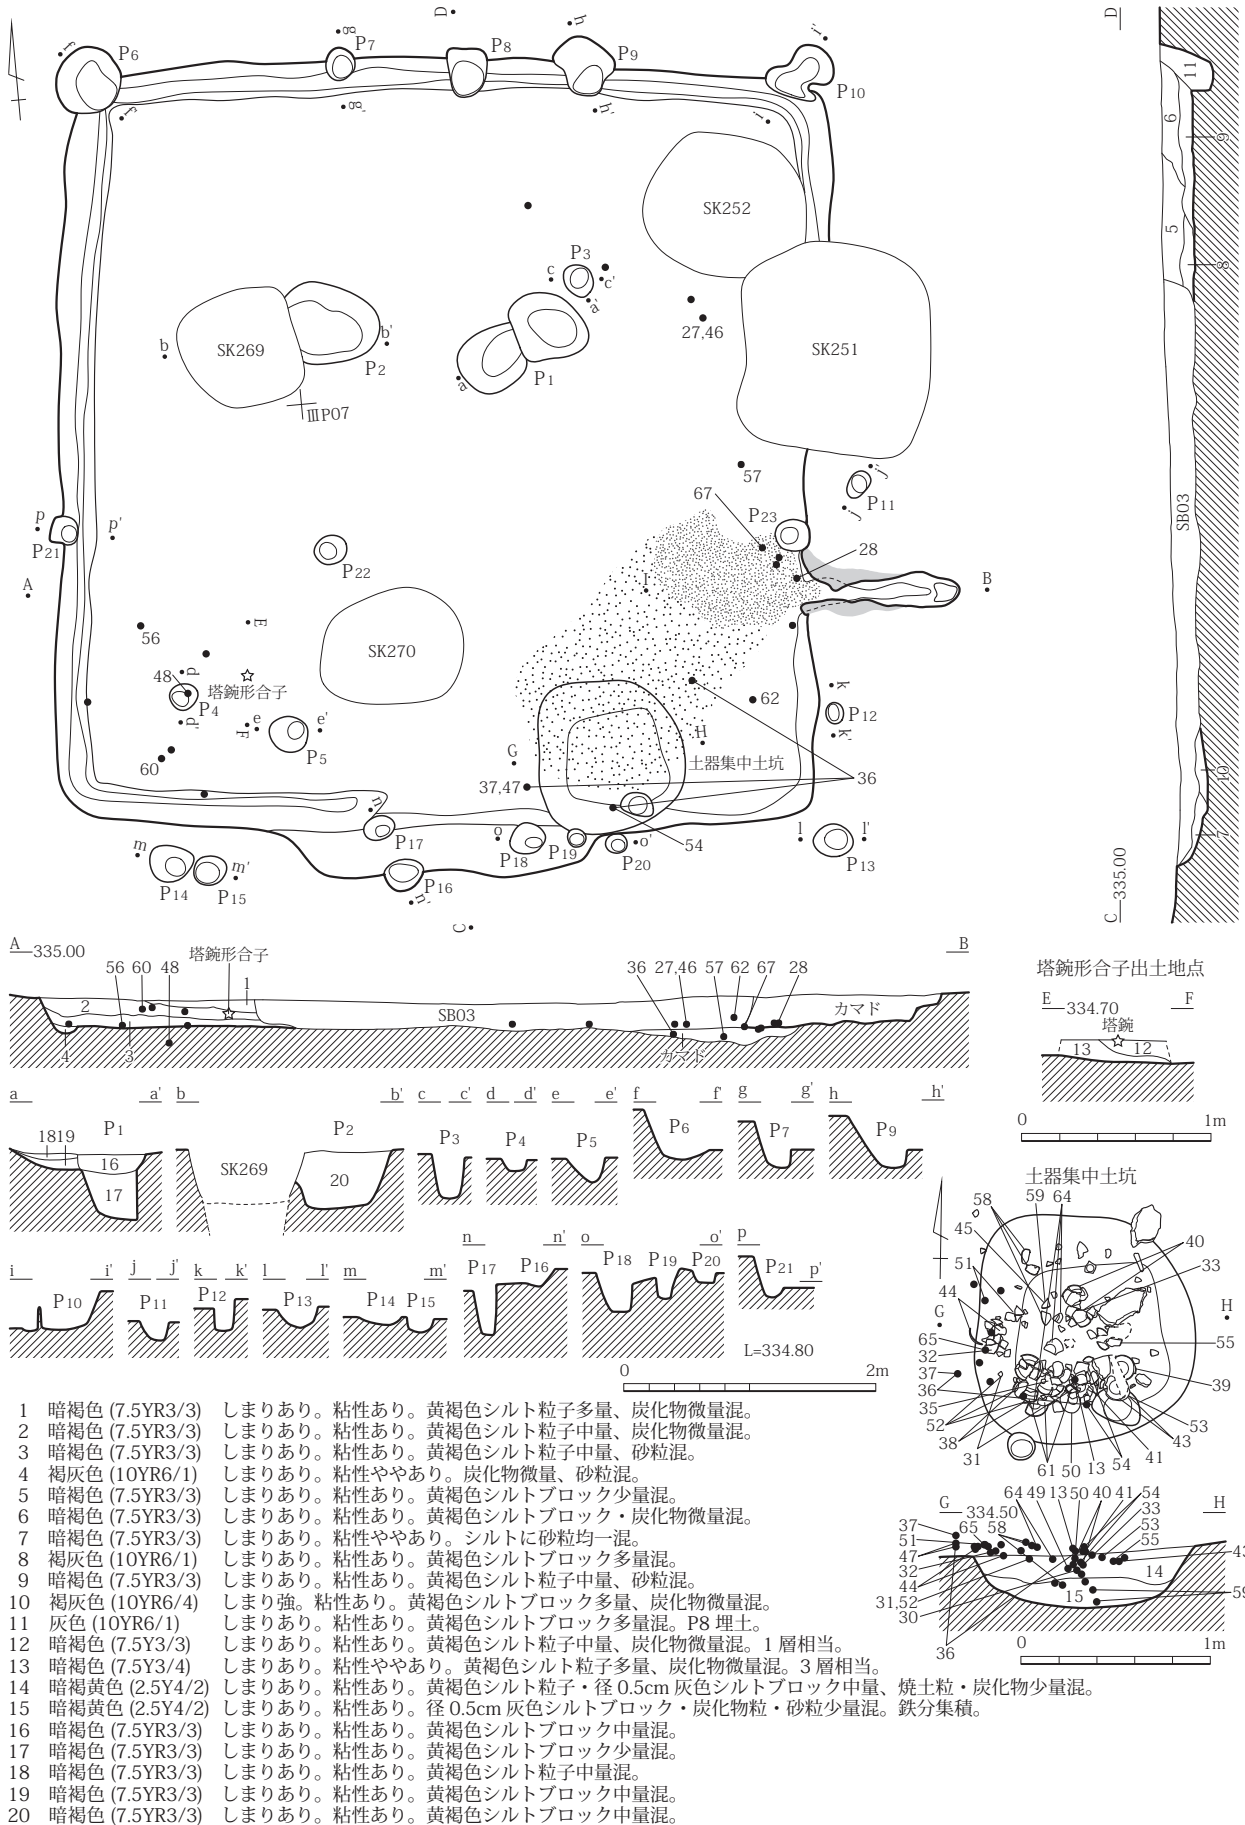 D
D
h
i'
g
f
P6
P7
P8
P9
P10
11
f'
g'
h'
i
6
9
SK252
5
P3
c
c'
8
a'
27,46
b
b'
SK269
P2
a
P1
SK251
ⅢP07
57
67
j'
P11
j
p
p'
P21
P23
28
SB03
P22
A
B
I
56
E
SK270
48
d
塔鋺形合子
P4
d'
e
e'
F
P5
62
k
P12
k'
G
H
土器集中土坑
60
37,47
36
10
n
P17
o
P18
P19
o'
P20
54
l
l'
P13
7
m
P14
m'
P15
P16
n'
C
C 335.00
A 335.00
B
塔鋺形合子
56 60 48
1
36 27,46 57 62 67 28
2
SB03
カマド
4
3
カマド
塔鋺形合子出土地点
E 334.70
F
塔鋺
13 12
0 1m
a a' b b' c c' d d' e e' f f' g g' h h'
P1
P2
P3
P4
P5
P6
P7
P9
18 19
16
17
SK269
20
i i' j j' k k' l l' m m' n n' o o' p p'
P10
P11
P12
P13
P14
P15
P17
P16
P18
P19
P20
P21
L=334.80
0 2m
土器集中土坑
58 59 64
45
40
51
33
44
G
H
65
55
32
37
39
36
35
52
53
38
43
31
61 50 13 54 41
G 334.50
H
64 49 13 50 40 41 54
37
65 58
33
51
53
55
47
43
32
14
44
15
59
31,52
30
36
0 1m
1 暗褐色 (7.5YR3/3) しまりあり。粘性あり。黄褐色シルト粒子多量、炭化物微量混。
2 暗褐色 (7.5YR3/3) しまりあり。粘性あり。黄褐色シルト粒子中量、炭化物微量混。
3 暗褐色 (7.5YR3/3) しまりあり。粘性あり。黄褐色シルト粒子中量、砂粒混。
4 褐灰色 (10YR6/1) しまりあり。粘性ややあり。炭化物微量、砂粒混。
5 暗褐色 (7.5YR3/3) しまりあり。粘性あり。黄褐色シルトブロック少量混。
6 暗褐色 (7.5YR3/3) しまりあり。粘性あり。黄褐色シルトブロック・炭化物微量混。
7 暗褐色 (7.5YR3/3) しまりあり。粘性ややあり。シルトに砂粒均一混。
8 褐灰色 (10YR6/1) しまりあり。粘性あり。黄褐色シルトブロック多量混。
9 暗褐色 (7.5YR3/3) しまりあり。粘性あり。黄褐色シルト粒子中量、砂粒混。
10 褐灰色 (10YR6/4) しまり強。粘性あり。黄褐色シルトブロック多量、炭化物微量混。
11 灰色 (10YR6/1) しまりあり。粘性あり。黄褐色シルトブロック多量混。P8 埋土。
12 暗褐色 (7.5Y3/3) しまりあり。粘性あり。黄褐色シルト粒子中量、炭化物微量混。1 層相当。
13 暗褐色 (7.5Y3/4) しまりあり。粘性ややあり。黄褐色シルト粒子多量、炭化物微量混。3 層相当。
14 暗褐黄色 (2.5Y4/2) しまりあり。粘性あり。黄褐色シルト粒子・径 0.5cm 灰色シルトブロック中量、焼土粒・炭化物少量混。
15 暗褐黄色 (2.5Y4/2) しまりあり。粘性あり。径 0.5cm 灰色シルトブロック・炭化物粒・砂粒少量混。鉄分集積。
16 暗褐色 (7.5YR3/3) しまりあり。粘性あり。黄褐色シルトブロック中量混。
17 暗褐色 (7.5YR3/3) しまりあり。粘性あり。黄褐色シルトブロック少量混。
18 暗褐色 (7.5YR3/3) しまりあり。粘性あり。黄褐色シルト粒子中量混。
19 暗褐色 (7.5YR3/3) しまりあり。粘性あり。黄褐色シルトブロック中量混。
20 暗褐色 (7.5YR3/3) しまりあり。粘性あり。黄褐色シルトブロック中量混。